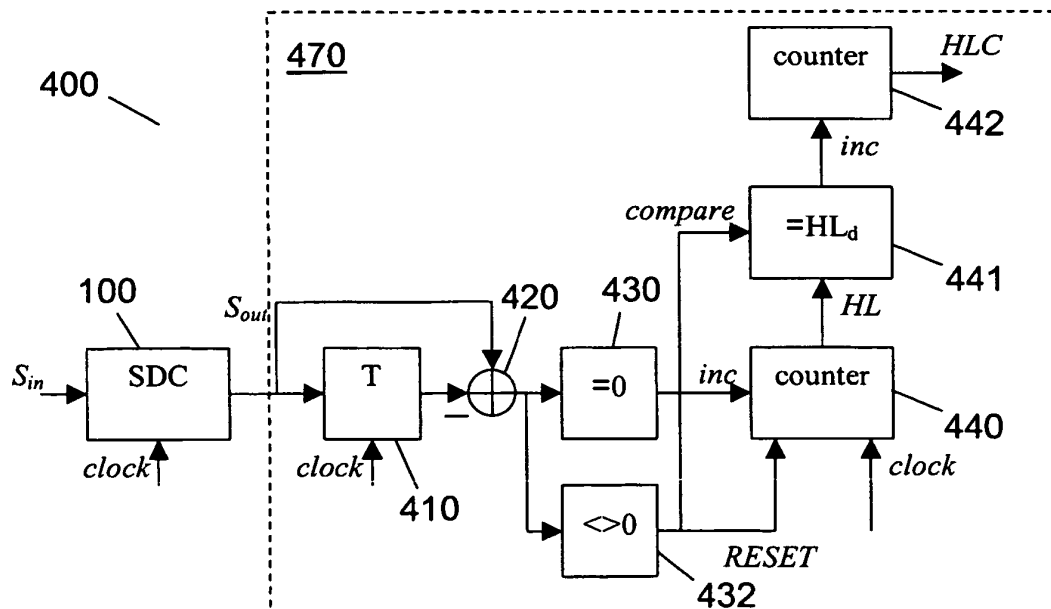 400
470
counter
HLC
442
inc
compare
=HLd
441
HL
100
Sout
420
430
Sin
SDC
T
=0
inc
counter
440
clock
clock
410
clock
<>0
RESET
432